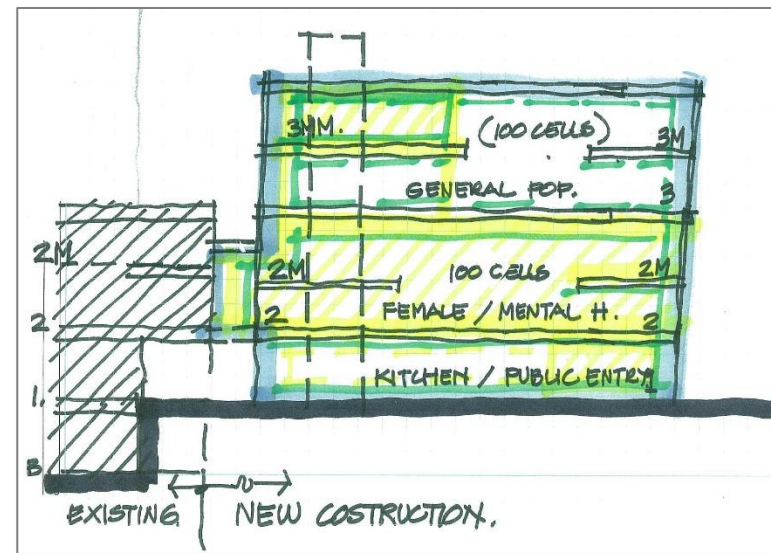 3MM.
(100 CELLS)
3M
GENERAL POP.
3
2M
2M
100 CELLS
2M
2
2
FEMALE / MENTAL H.
2
1.
KITCHEN / PUBLIC ENTRY
1
B
EXISTING
NEW COSTRUCTION.